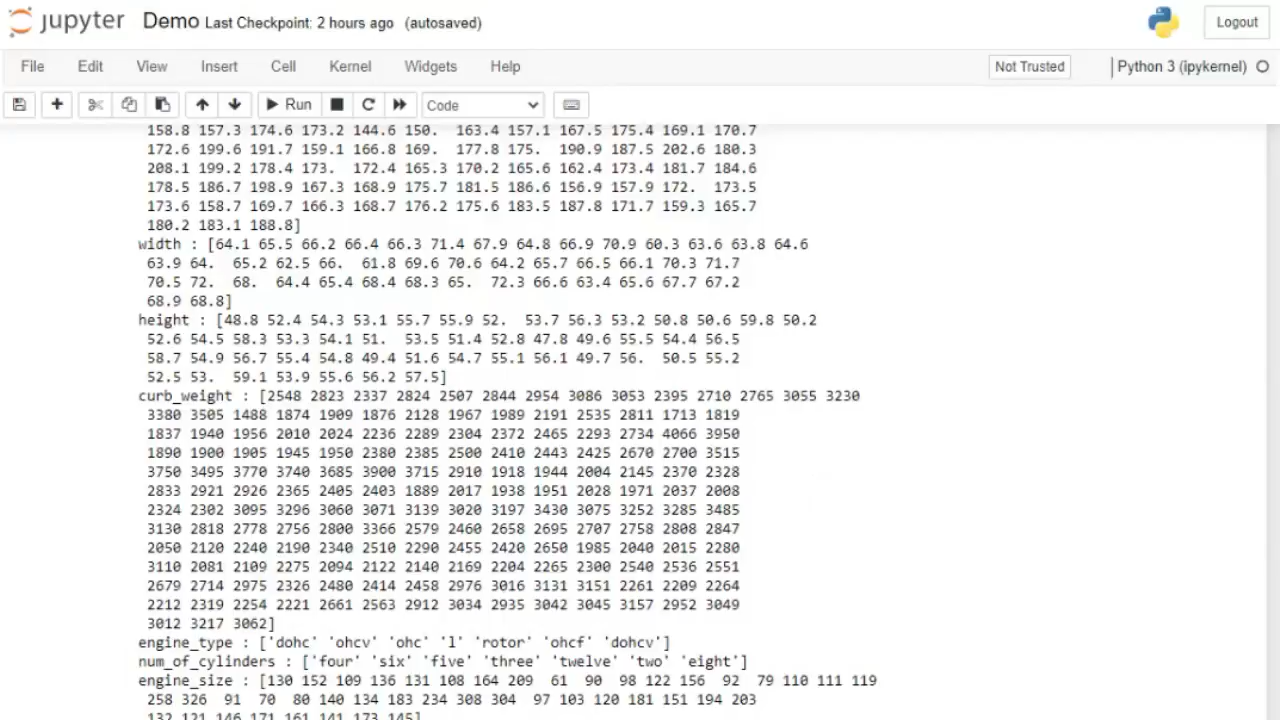 jupyter Demo Last Checkpoint: 2 hours ago (autosaved) Logout
File Edit View Insert Cell Kernel Widgets Help Not Trusted Python 3 (ipykernel)
Run Code
158.8 157.3 174.6 173.2 144.6 150. 163.4 157.1 167.5 175.4 169.1 170.7
172.6 199.6 191.7 159.1 166.8 169. 177.8 175. 190.9 187.5 202.6 180.3
208.1 199.2 178.4 173. 172.4 165.3 170.2 165.6 162.4 173.4 181.7 184.6
178.5 186.7 198.9 167.3 168.9 175.7 181.5 186.6 156.9 157.9 172. 173.5
173.6 158.7 169.7 166.3 168.7 176.2 175.6 183.5 187.8 171.7 159.3 165.7
180.2 183.1 188.8]
width : [64.1 65.5 66.2 66.4 66.3 71.4 67.9 64.8 66.9 70.9 60.3 63.6 63.8 64.6
63.9 64. 65.2 62.5 66. 61.8 69.6 70.6 64.2 65.7 66.5 66.1 70.3 71.7
70.5 72. 68. 64.4 65.4 68.4 68.3 65. 72.3 66.6 63.4 65.6 67.7 67.2
68.9 68.8]
height : [48.8 52.4 54.3 53.1 55.7 55.9 52. 53.7 56.3 53.2 50.8 50.6 59.8 50.2
52.6 54.5 58.3 53.3 54.1 51. 53.5 51.4 52.8 47.8 49.6 55.5 54.4 56.5
58.7 54.9 56.7 55.4 54.8 49.4 51.6 54.7 55.1 56.1 49.7 56. 50.5 55.2
52.5 53. 59.1 53.9 55.6 56.2 57.5]
curb_weight : [2548 2823 2337 2824 2507 2844 2954 3086 3053 2395 2710 2765 3055 3230
3380 3505 1488 1874 1909 1876 2128 1967 1989 2191 2535 2811 1713 1819
1837 1940 1956 2010 2024 2236 2289 2304 2372 2465 2293 2734 4066 3950
1890 1900 1905 1945 1950 2380 2385 2500 2410 2443 2425 2670 2700 3515
3750 3495 3770 3740 3685 3900 3715 2910 1918 1944 2004 2145 2370 2328
2833 2921 2926 2365 2405 2403 1889 2017 1938 1951 2028 1971 2037 2008
2324 2302 3095 3296 3060 3071 3139 3020 3197 3430 3075 3252 3285 3485
3130 2818 2778 2756 2800 3366 2579 2460 2658 2695 2707 2758 2808 2847
2050 2120 2240 2190 2340 2510 2290 2455 2420 2650 1985 2040 2015 2280
3110 2081 2109 2275 2094 2122 2140 2169 2204 2265 2300 2540 2536 2551
2679 2714 2975 2326 2480 2414 2458 2976 3016 3131 3151 2261 2209 2264
2212 2319 2254 2221 2661 2563 2912 3034 2935 3042 3045 3157 2952 3049
3012 3217 3062]
engine_type : ['dohc' 'ohcv' 'ohc' 'l' 'rotor' 'ohcf' 'dohcv']
num_of_cylinders : ['four' 'six' 'five' 'three' 'twelve' 'two' 'eight']
engine_size : [130 152 109 136 131 108 164 209 61 90 98 122 156 92 79 110 111 119
258 326 91 70 80 140 134 183 234 308 304 97 103 120 181 151 194 203
132 121 146 171 161 141 173 145]